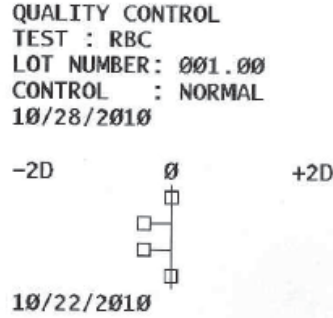 QUALITY CONTROL
TEST : RBC
LOT NUMBER: 001.00
CONTROL : NORMAL
10/28/2010
-2D 0 +2D
10/22/2010